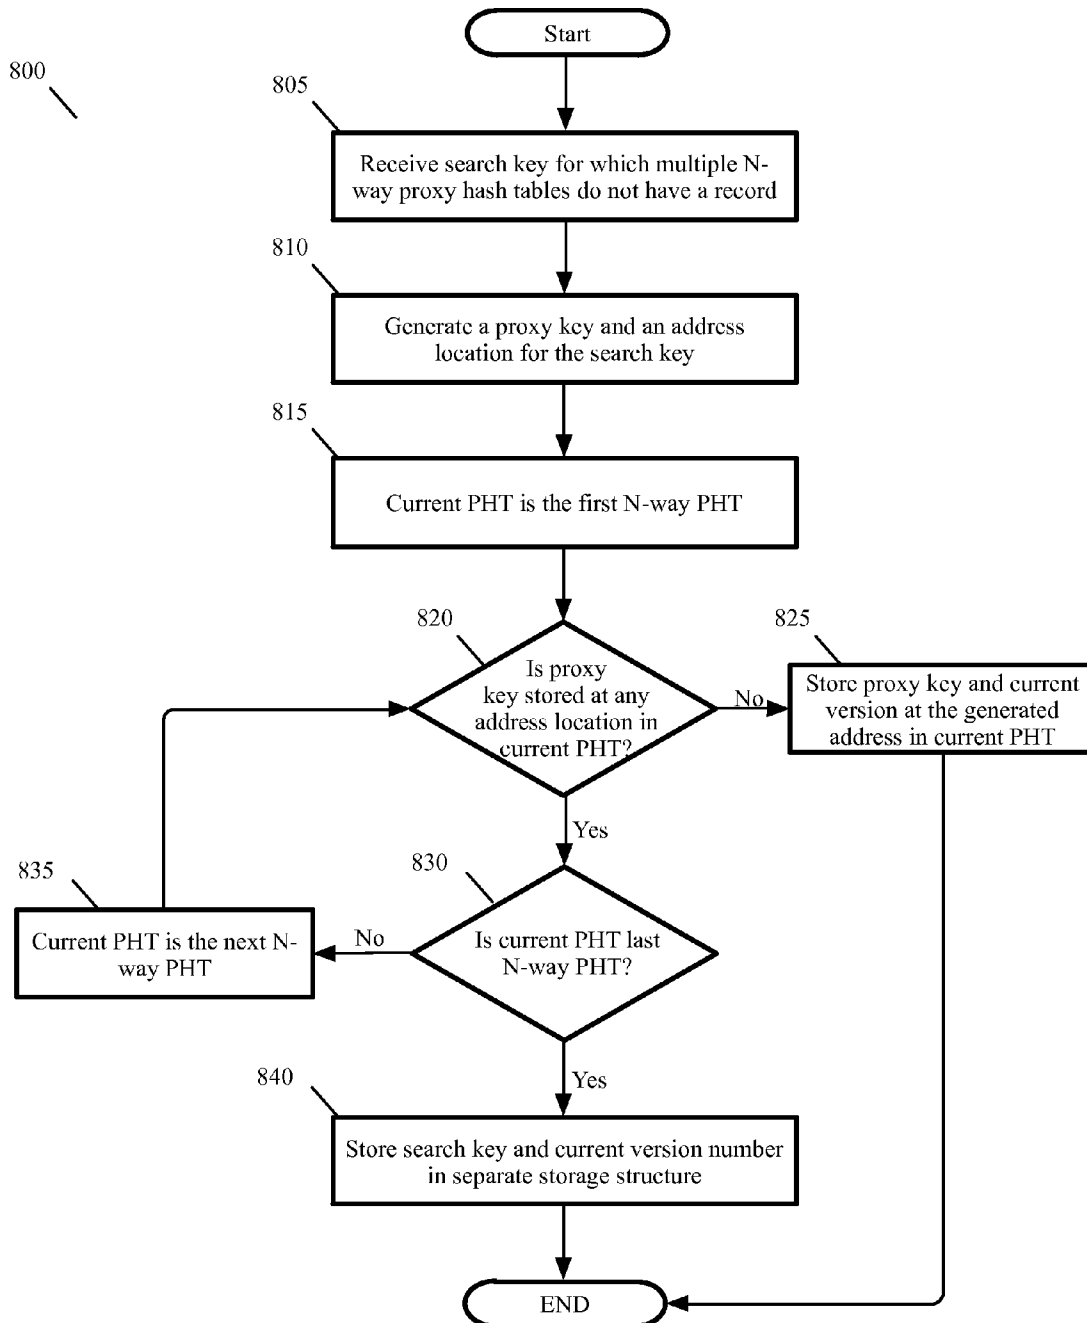 Start
800
805
Receive search key for which multiple N-
way proxy hash tables do not have a record
810
Generate a proxy key and an address
location for the search key
815
Current PHT is the first N-way PHT
820
Is proxy
key stored at any
address location in
current PHT?
No
825
Store proxy key and current
version at the generated
address in current PHT
Yes
830
Is current PHT last
N-way PHT?
No
835
Current PHT is the next N-
way PHT
Yes
840
Store search key and current version number
in separate storage structure
END